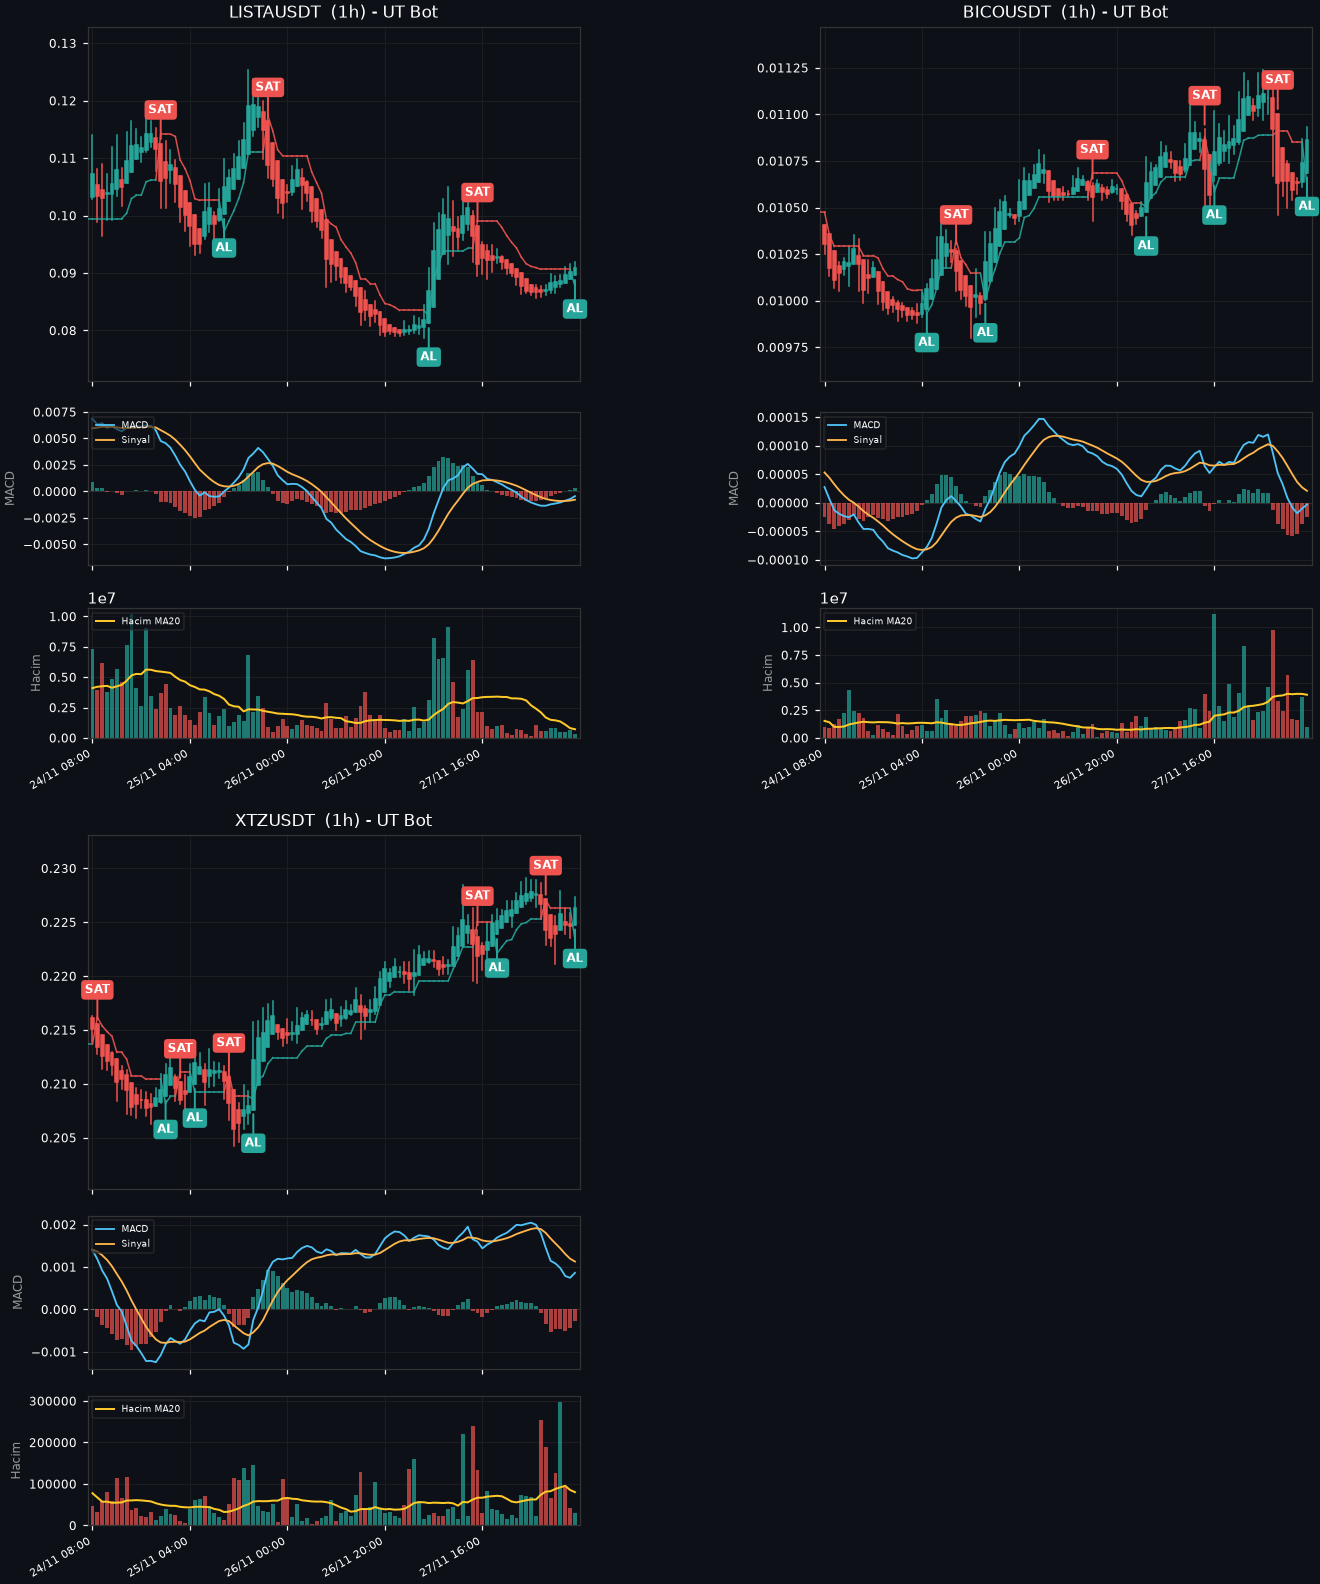 LISTAUSDT (1h) - UT Bot
0.13
0.12
0.11
0.10
0.09
0.08
SAT
SAT
SAT
AL
AL
AL
MACD
0.0075
0.0050
0.0025
0.0000
−0.0025
−0.0050
MACD
Sinyal
1e7
Hacim
1.00
0.75
0.50
0.25
0.00
Hacim MA20
24/11 08:00
25/11 04:00
26/11 00:00
26/11 20:00
27/11 16:00
BICOUSDT (1h) - UT Bot
0.01125
0.01100
0.01075
0.01050
0.01025
0.01000
0.00975
SAT
SAT
SAT
SAT
AL
AL
AL
AL
AL
MACD
0.00015
0.00010
0.00005
0.00000
−0.00005
−0.00010
MACD
Sinyal
1e7
Hacim
1.00
0.75
0.50
0.25
0.00
Hacim MA20
24/11 08:00
25/11 04:00
26/11 00:00
26/11 20:00
27/11 16:00
XTZUSDT (1h) - UT Bot
0.230
0.225
0.220
0.215
0.210
0.205
SAT
SAT
SAT
SAT
SAT
AL
AL
AL
AL
AL
MACD
0.002
0.001
0.000
−0.001
MACD
Sinyal
Hacim
300000
200000
100000
0
Hacim MA20
24/11 08:00
25/11 04:00
26/11 00:00
26/11 20:00
27/11 16:00